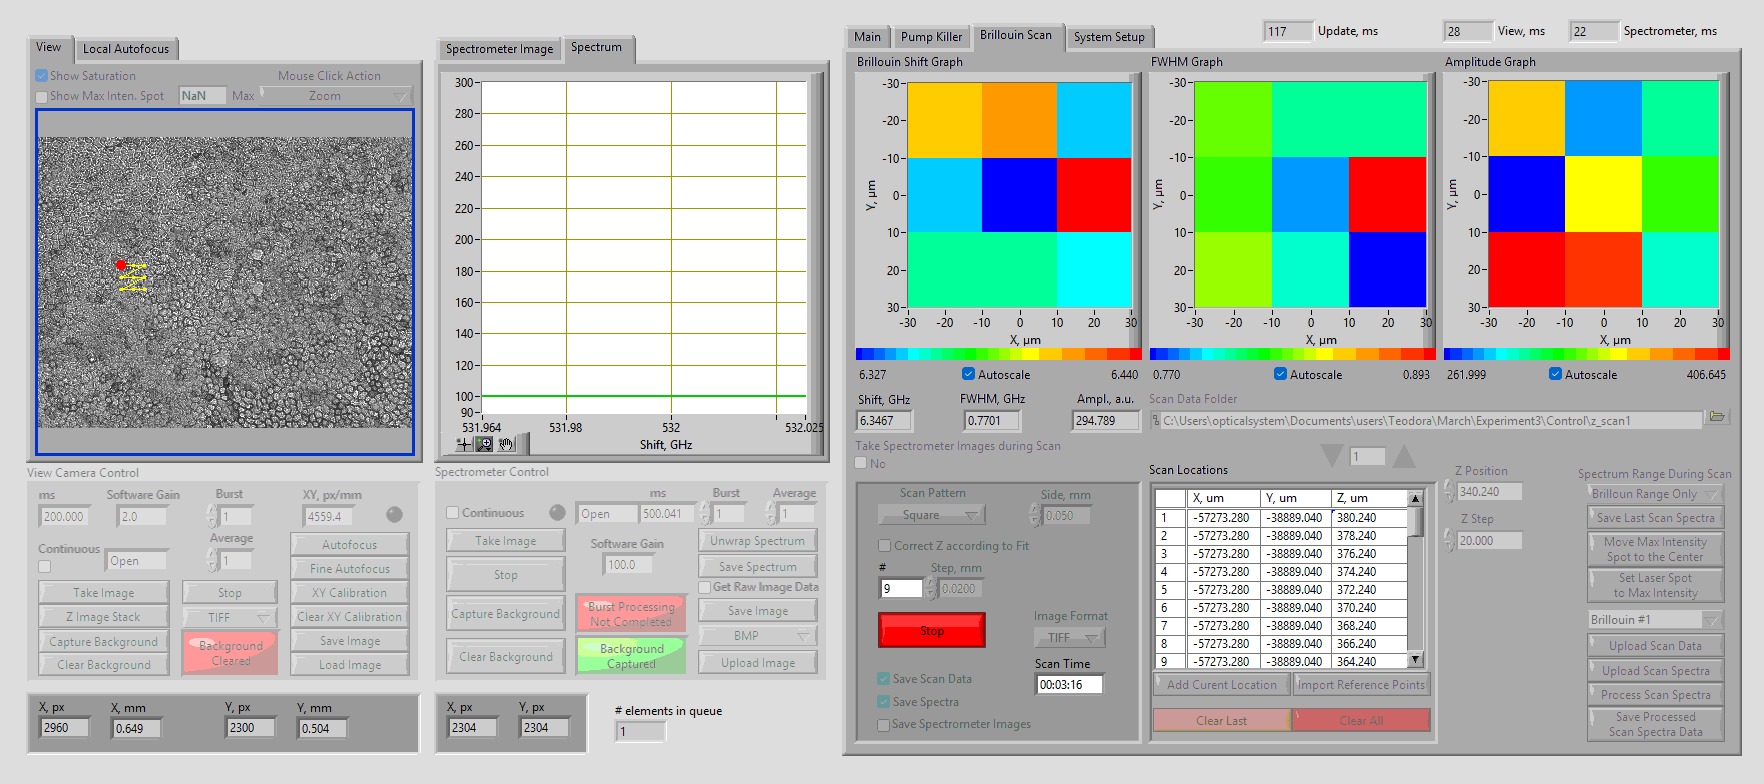 View
Local Autofocus
Show Saturation
Mouse Click Action
Show Max Inten. Spot
NaN
Max
Zoom
View Camera Control
ms
Software Gain
Burst
XY, px/mm
200.000
2.0
1
4559.4
Continuous
Open
Average
1
Autofocus
Fine Autofocus
Take Image
Stop
XY Calibration
Z Image Stack
TIFF
Clear XY Calibration
Capture Background
Background
Cleared
Save Image
Clear Background
Load Image
X, px
X, mm
Y, px
Y, mm
2960
0.649
2300
0.504
Spectrometer Image
Spectrum
300
280
260
240
220
200
180
160
140
120
100
90
531.964
531.98
532
532.025
Shift, GHz
Spectrometer Control
ms
Burst
Average
Continuous
Open
500.041
1
1
Take Image
Software Gain
Unwrap Spectrum
Stop
100.0
Save Spectrum
Get Raw Image Data
Capture Background
Burst Processing
Not Completed
Save Image
BMP
Clear Background
Background
Captured
Upload Image
X, px
Y, px
2304
2304
# elements in queue
1
117
Update, ms
28
View, ms
22
Spectrometer, ms
Main
Pump Killer
Brillouin Scan
System Setup
Brillouin Shift Graph
FWHM Graph
Amplitude Graph
-30
-20
-10
0
10
20
30
Y, µm
-30
-20
-10
0
10
20
30
X, µm
-30
-20
-10
0
10
20
30
Y, µm
-30
-20
-10
0
10
20
30
X, µm
-30
-20
-10
0
10
20
30
Y, µm
-30
-20
-10
0
10
20
30
X, µm
6.327
Autoscale
6.440
0.770
Autoscale
0.893
261.999
Autoscale
406.645
Shift, GHz
FWHM, GHz
Ampl., a.u.
Scan Data Folder
6.3467
0.7701
294.789
C:\Users\opticalsystem\Documents\users\Teodora\March\Experiment3\Control\z_scan1
Take Spectrometer Images during Scan
No
1
Scan Pattern
Side, mm
Square
0.050
Correct Z according to Fit
#
Step, mm
9
0.0200
Stop
Image Format
TIFF
Scan Time
00:03:16
Save Scan Data
Save Spectra
Save Spectrometer Images
Scan Locations
X, um
Y, um
Z, um
1 -57273.280 -38889.040 380.240
2 -57273.280 -38889.040 378.240
3 -57273.280 -38889.040 376.240
4 -57273.280 -38889.040 374.240
5 -57273.280 -38889.040 372.240
6 -57273.280 -38889.040 370.240
7 -57273.280 -38889.040 368.240
8 -57273.280 -38889.040 366.240
9 -57273.280 -38889.040 364.240
Add Curent Location
Import Reference Points
Clear Last
Clear All
Z Position
340.240
Z Step
20.000
Spectrum Range During Scan
Brilloun Range Only
Save Last Scan Spectra
Move Max Intensity
Spot to the Center
Set Laser Spot
to Max Intensity
Brillouin #1
Upload Scan Data
Upload Scan Spectra
Process Scan Spectra
Save Processed
Scan Spectra Data